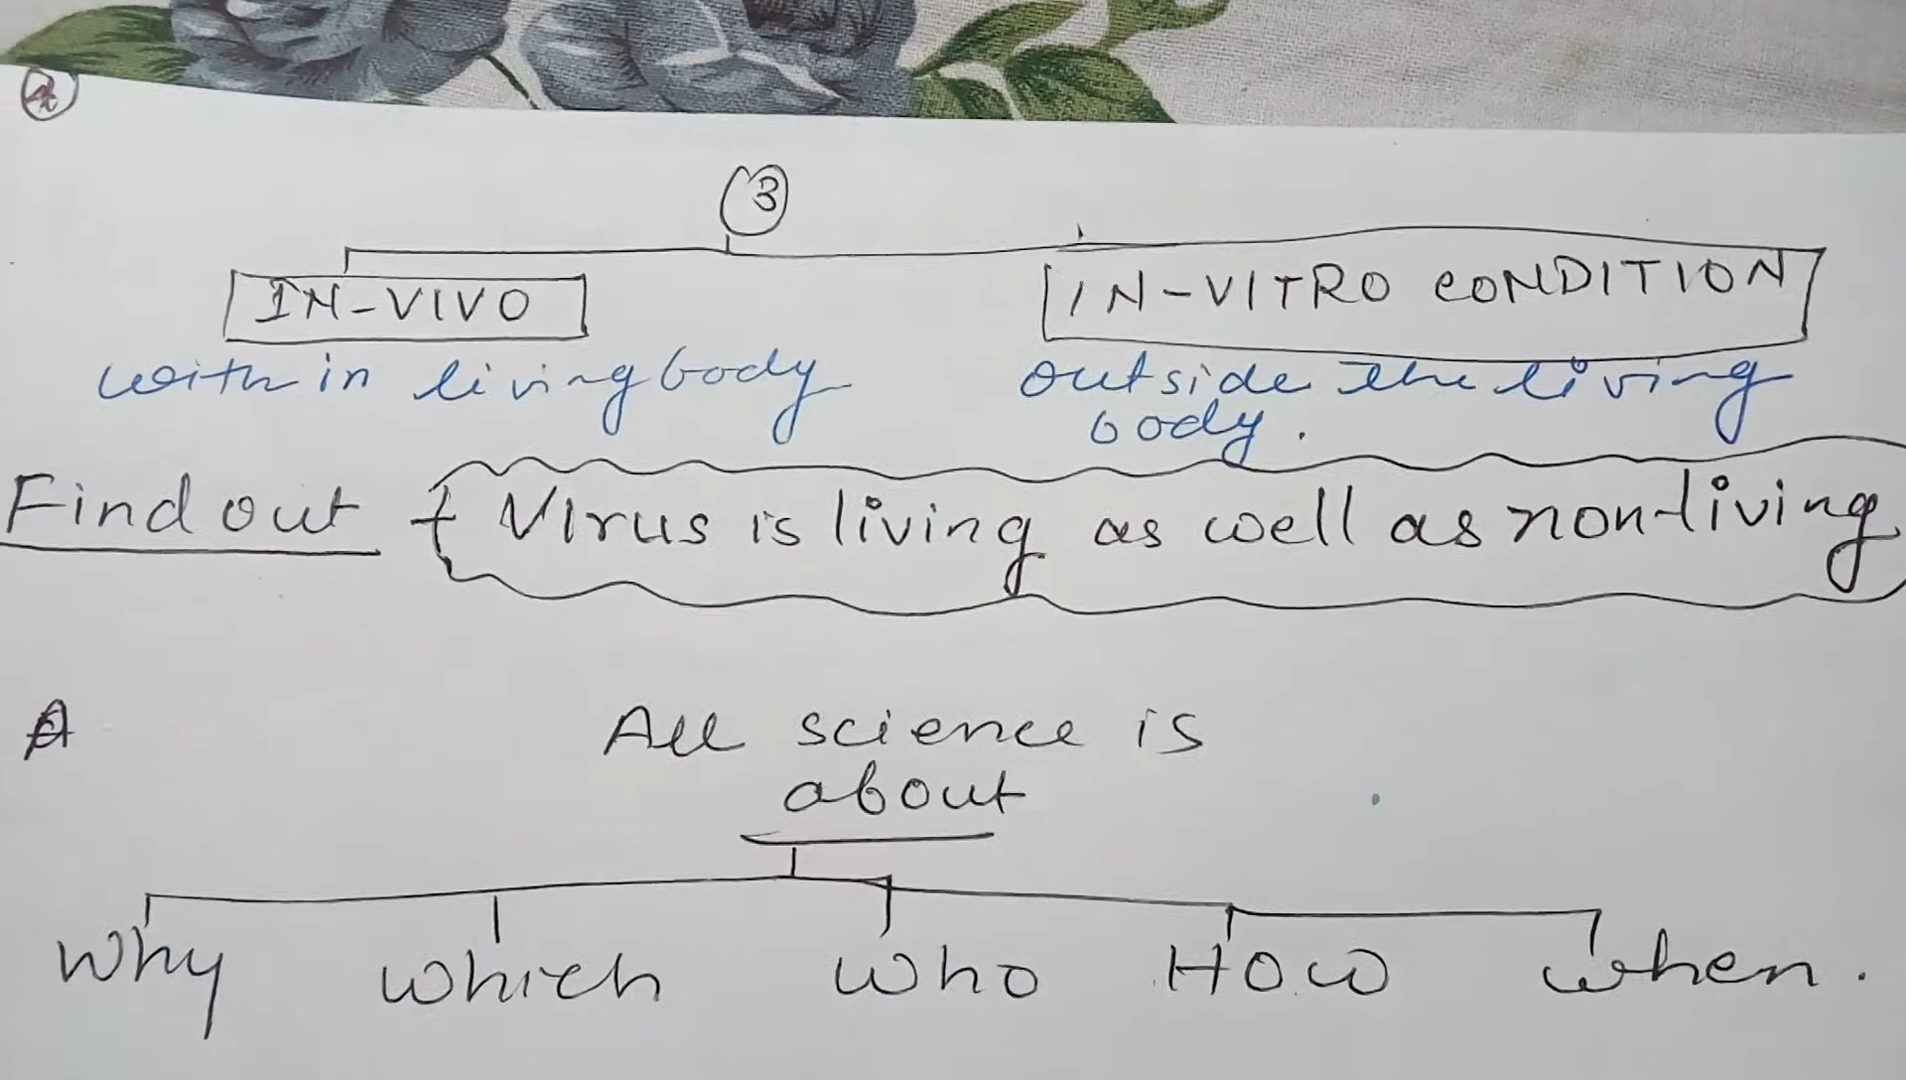 3
IN-VIVO
IN-VITRO CONDITION
with in living body
outside the living
body.
Find out { Virus is living as well as non-living
A
All science is
about
Why which who How when.